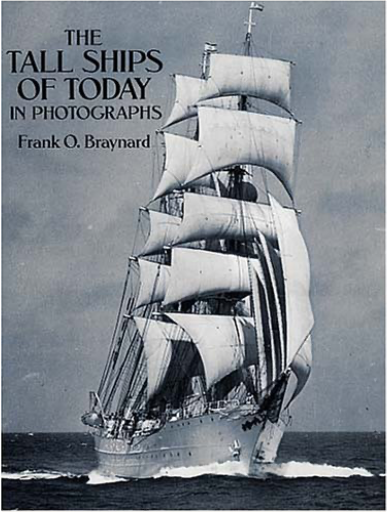 THE
TALL SHIPS
OF TODAY
IN PHOTOGRAPHS
Frank O. Braynard